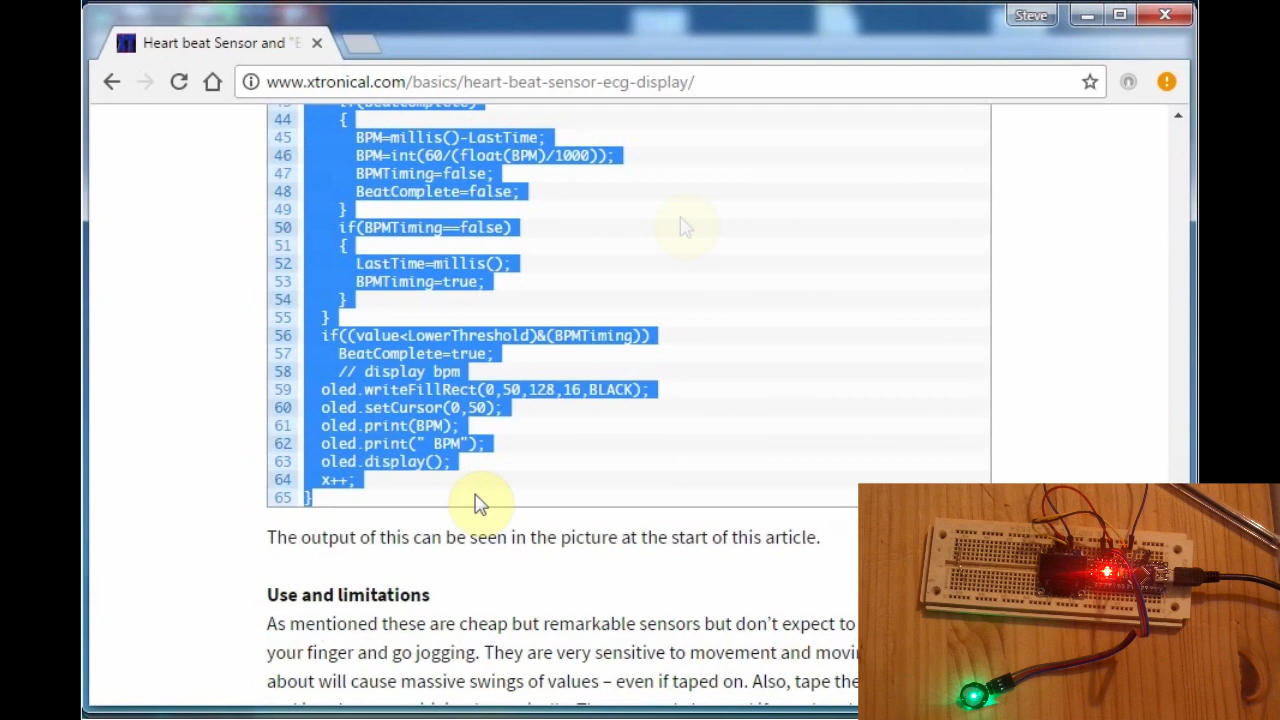 Steve
Heart beat Sensor and "E
www.xtronical.com/basics/heart-beat-sensor-ecg-display/
43 if(BeatComplete)
44 {
45 BPM=millis()-LastTime;
46 BPM=int(60/(float(BPM)/1000));
47 BPMTiming=false;
48 BeatComplete=false;
49 }
50 if(BPMTiming==false)
51 {
52 LastTime=millis();
53 BPMTiming=true;
54 }
55 }
56 if((value<LowerThreshold)&(BPMTiming))
57 BeatComplete=true;
58 // display bpm
59 oled.writeFillRect(0,50,128,16,BLACK);
60 oled.setCursor(0,50);
61 oled.print(BPM);
62 oled.print(" BPM");
63 oled.display();
64 x++;
65 }
The output of this can be seen in the picture at the start of this article.
Use and limitations
As mentioned these are cheap but remarkable sensors but don't expect to
your finger and go jogging. They are very sensitive to movement and movi
about will cause massive swings of values – even if taped on. Also, tape the